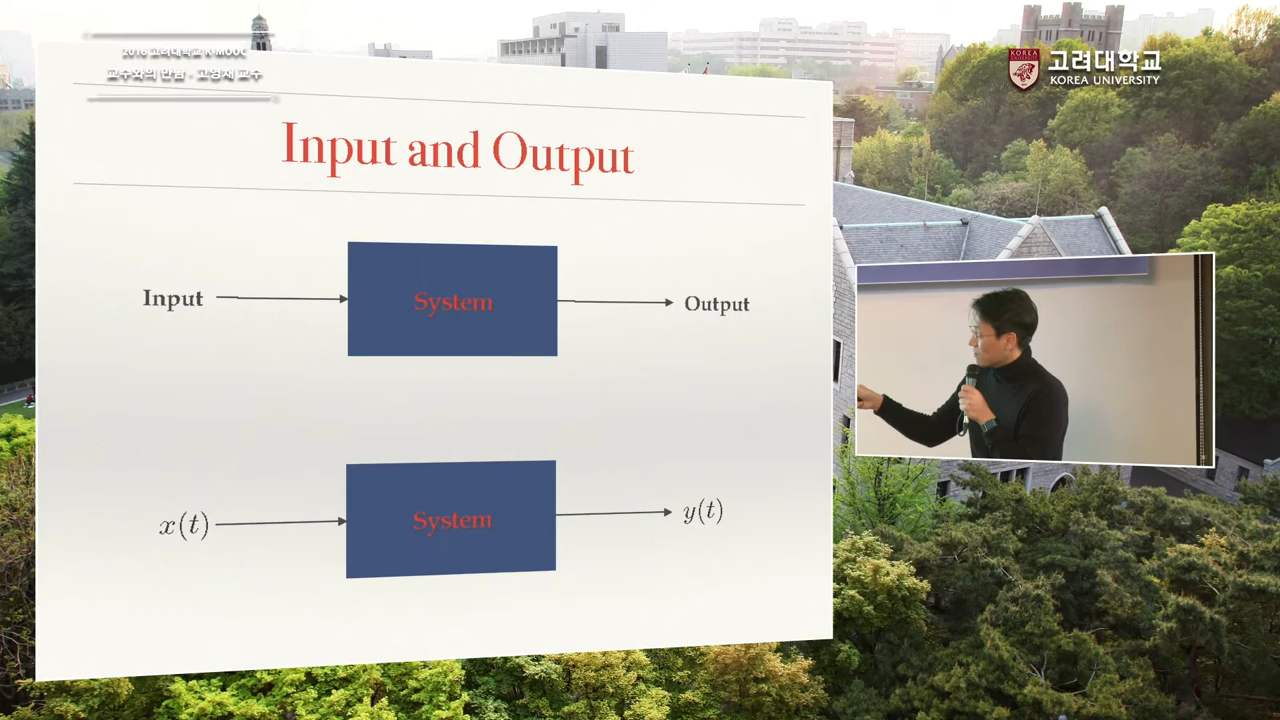 2016 고려대학교 K-MOOC
교수와의 만남 - 고영채 교수
KOREA
고려대학교
KOREA UNIVERSITY
Input and Output
Input
System
Output
x(t)
System
y(t)